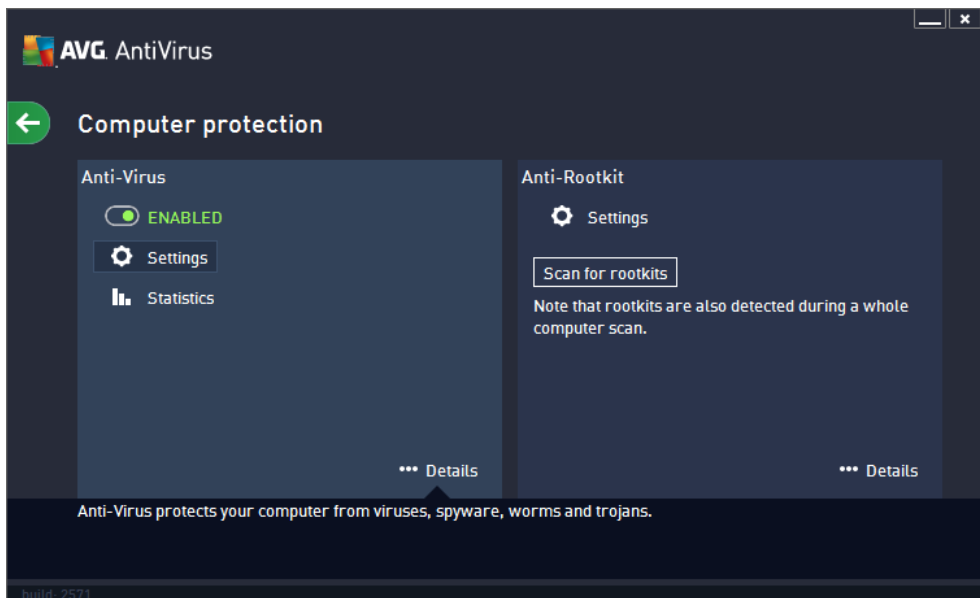 AVG. AntiVirus
Computer protection
Anti-Virus
ENABLED
Settings
Statistics
••• Details
Anti-Rootkit
Settings
Scan for rootkits
Note that rootkits are also detected during a whole
computer scan.
••• Details
Anti-Virus protects your computer from viruses, spyware, worms and trojans.
build: 2571